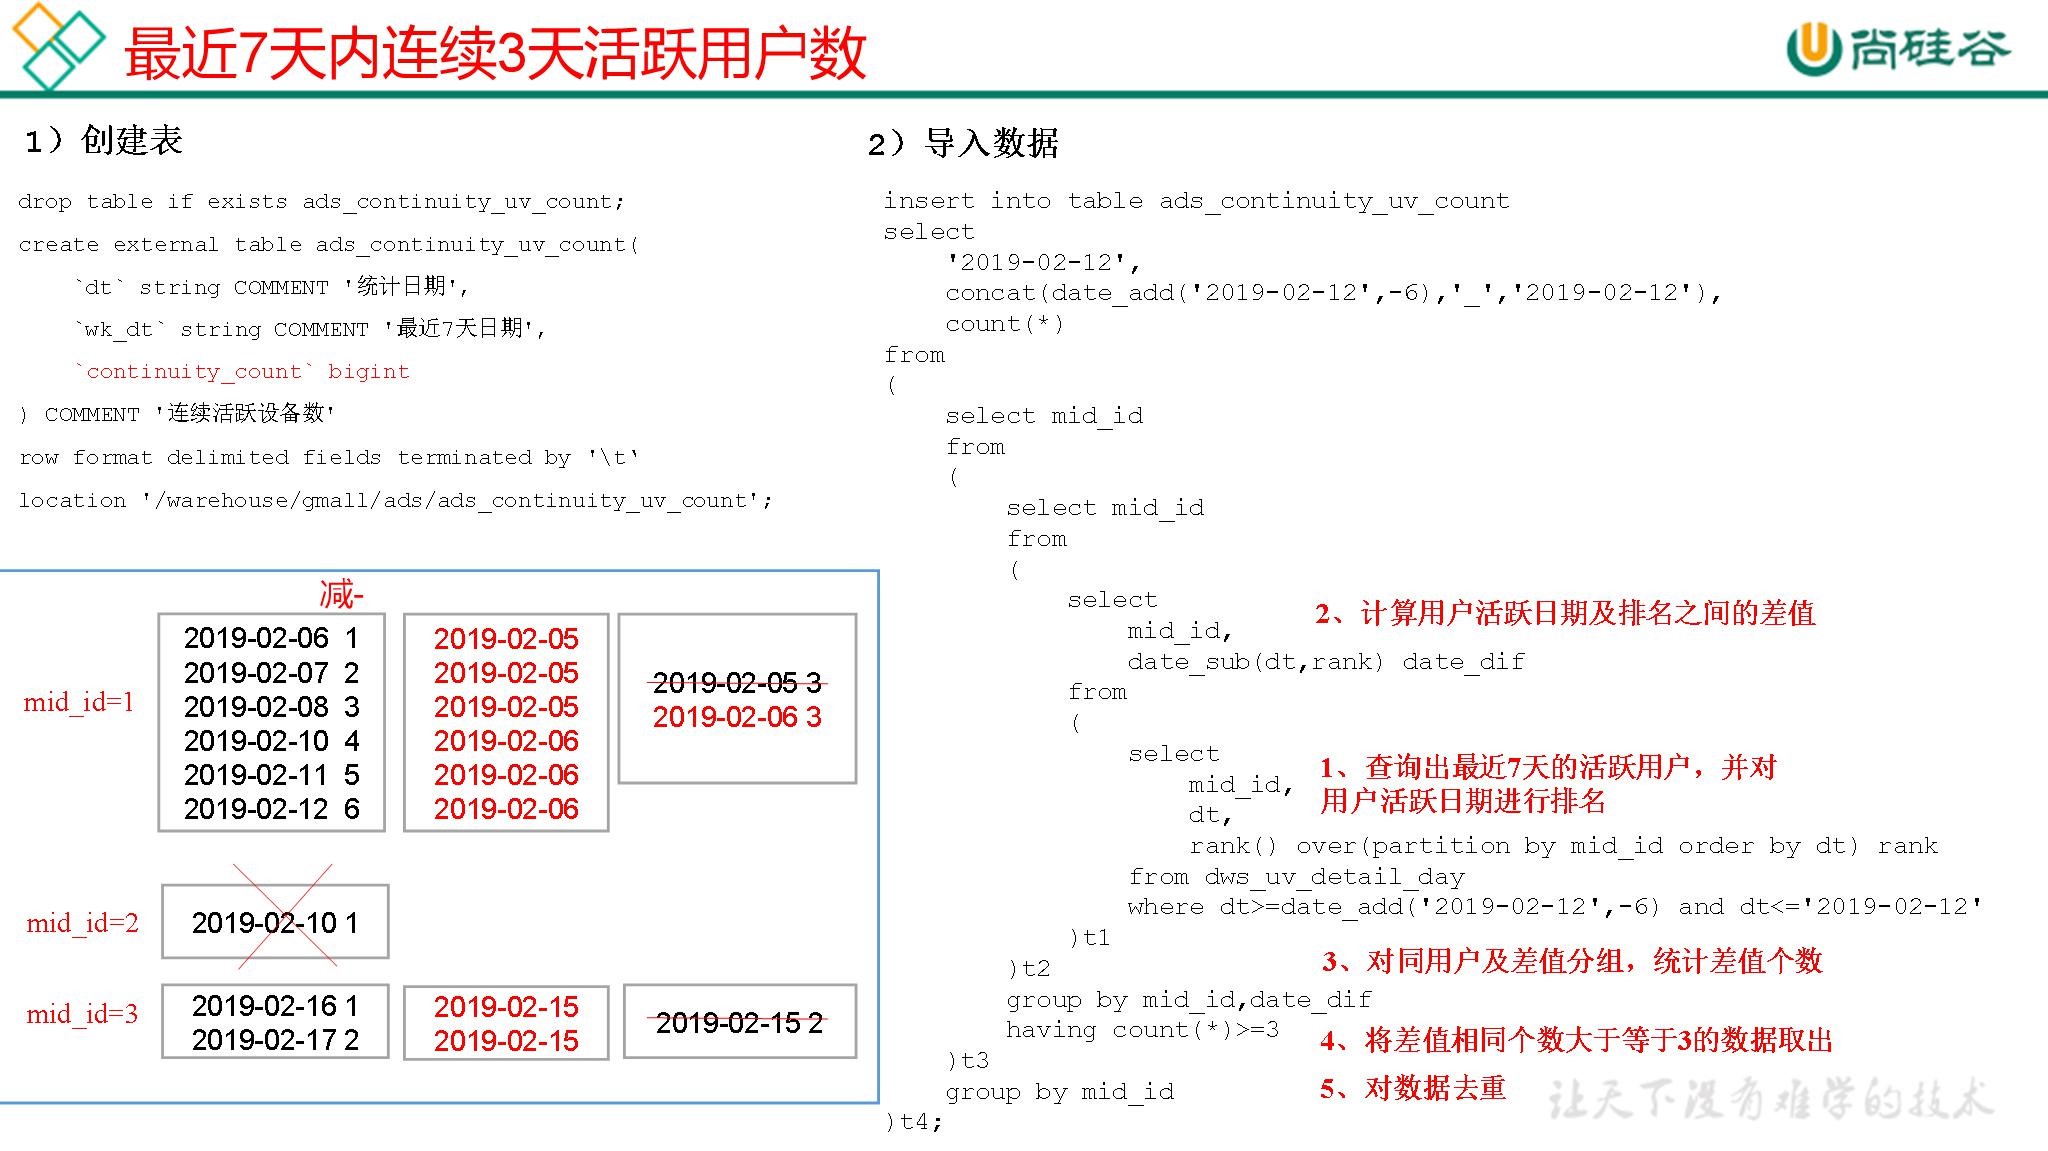 最近7天内连续3天活跃用户数
尚硅谷
1）创建表
drop table if exists ads_continuity_uv_count;
create external table ads_continuity_uv_count(
`dt` string COMMENT '统计日期',
`wk_dt` string COMMENT '最近7天日期',
`continuity_count` bigint
) COMMENT '连续活跃设备数'
row format delimited fields terminated by '\t‘
location '/warehouse/gmall/ads/ads_continuity_uv_count';
减-
mid_id=1
2019-02-06 1
2019-02-07 2
2019-02-08 3
2019-02-10 4
2019-02-11 5
2019-02-12 6
2019-02-05
2019-02-05
2019-02-05
2019-02-06
2019-02-06
2019-02-06
2019-02-05 3
2019-02-06 3
mid_id=2
2019-02-10 1
mid_id=3
2019-02-16 1
2019-02-17 2
2019-02-15
2019-02-15
2019-02-15 2
2）导入数据
insert into table ads_continuity_uv_count
select
'2019-02-12',
concat(date_add('2019-02-12',-6),'_','2019-02-12'),
count(*)
from
(
select mid_id
from
(
select mid_id
from
(
select
mid_id,
date_sub(dt,rank) date_dif
from
(
select
mid_id,
dt,
rank() over(partition by mid_id order by dt) rank
from dws_uv_detail_day
where dt>=date_add('2019-02-12',-6) and dt<='2019-02-12'
)t1
)t2
group by mid_id,date_dif
having count(*)>=3
)t3
group by mid_id
)t4;
2、计算用户活跃日期及排名之间的差值
1、查询出最近7天的活跃用户，并对
用户活跃日期进行排名
3、对同用户及差值分组，统计差值个数
4、将差值相同个数大于等于3的数据取出
5、对数据去重
让天下没有难学的技术